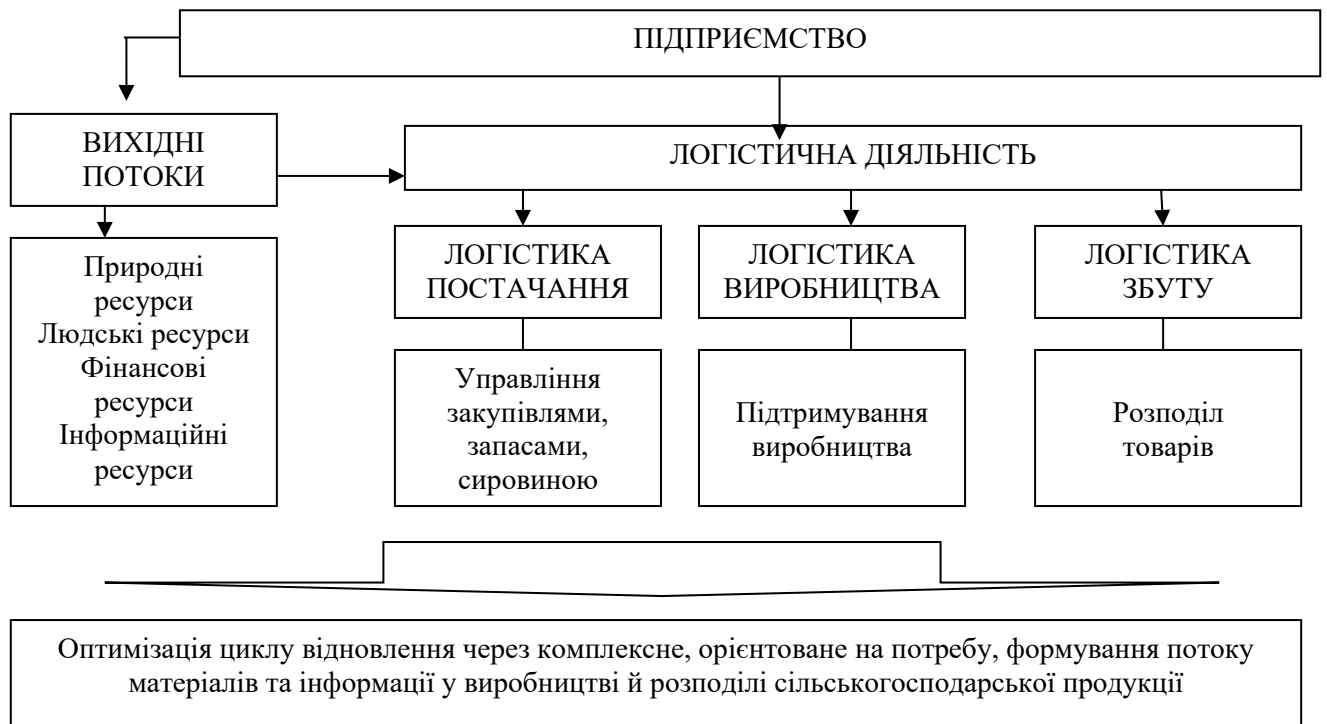 ПІДПРИЄМСТВО
ВИХІДНІ
ПОТОКИ
ЛОГІСТИЧНА ДІЯЛЬНІСТЬ
Природні
ресурси
Людські ресурси
Фінансові
ресурси
Інформаційні
ресурси
ЛОГІСТИКА
ПОСТАЧАННЯ
ЛОГІСТИКА
ВИРОБНИЦТВА
ЛОГІСТИКА
ЗБУТУ
Управління
закупівлями,
запасами,
сировиною
Підтримування
виробництва
Розподіл
товарів
Оптимізація циклу відновлення через комплексне, орієнтоване на потребу, формування потоку
матеріалів та інформації у виробництві й розподілі сільськогосподарської продукції